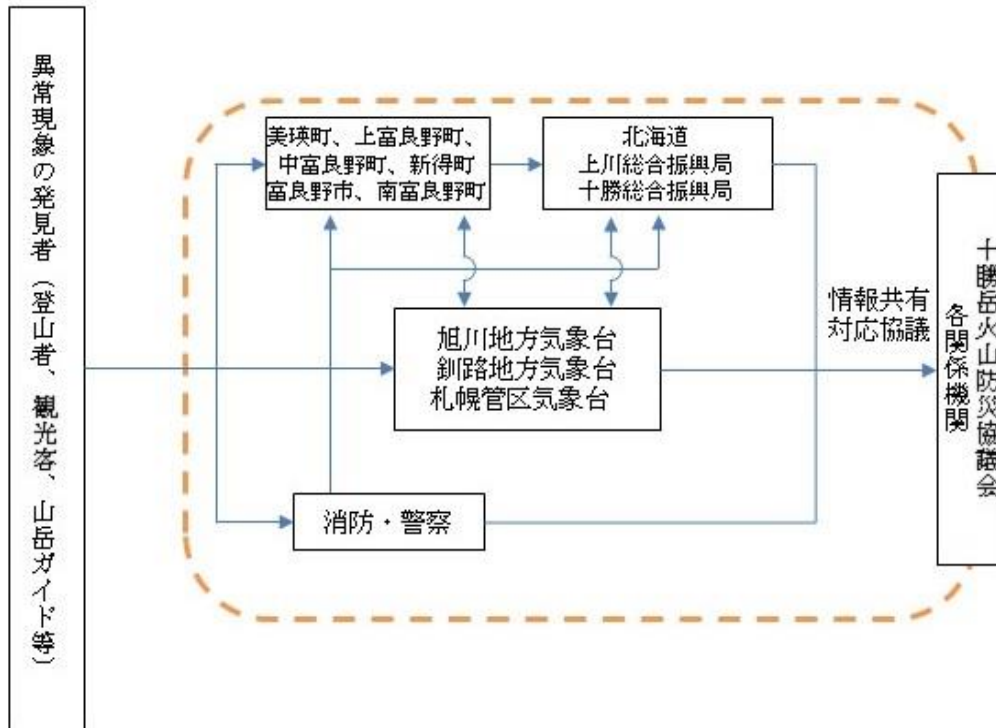 異常現象の発見者（登山者、観光客、山岳ガイド等）
美瑛町、上富良野町、
中富良野町、新得町
富良野市、南富良野町
北海道
上川総合振興局
十勝総合振興局
旭川地方気象台
釧路地方気象台
札幌管区気象台
消防・警察
情報共有
対応協議
十勝岳火山防災協議会
各関係機関